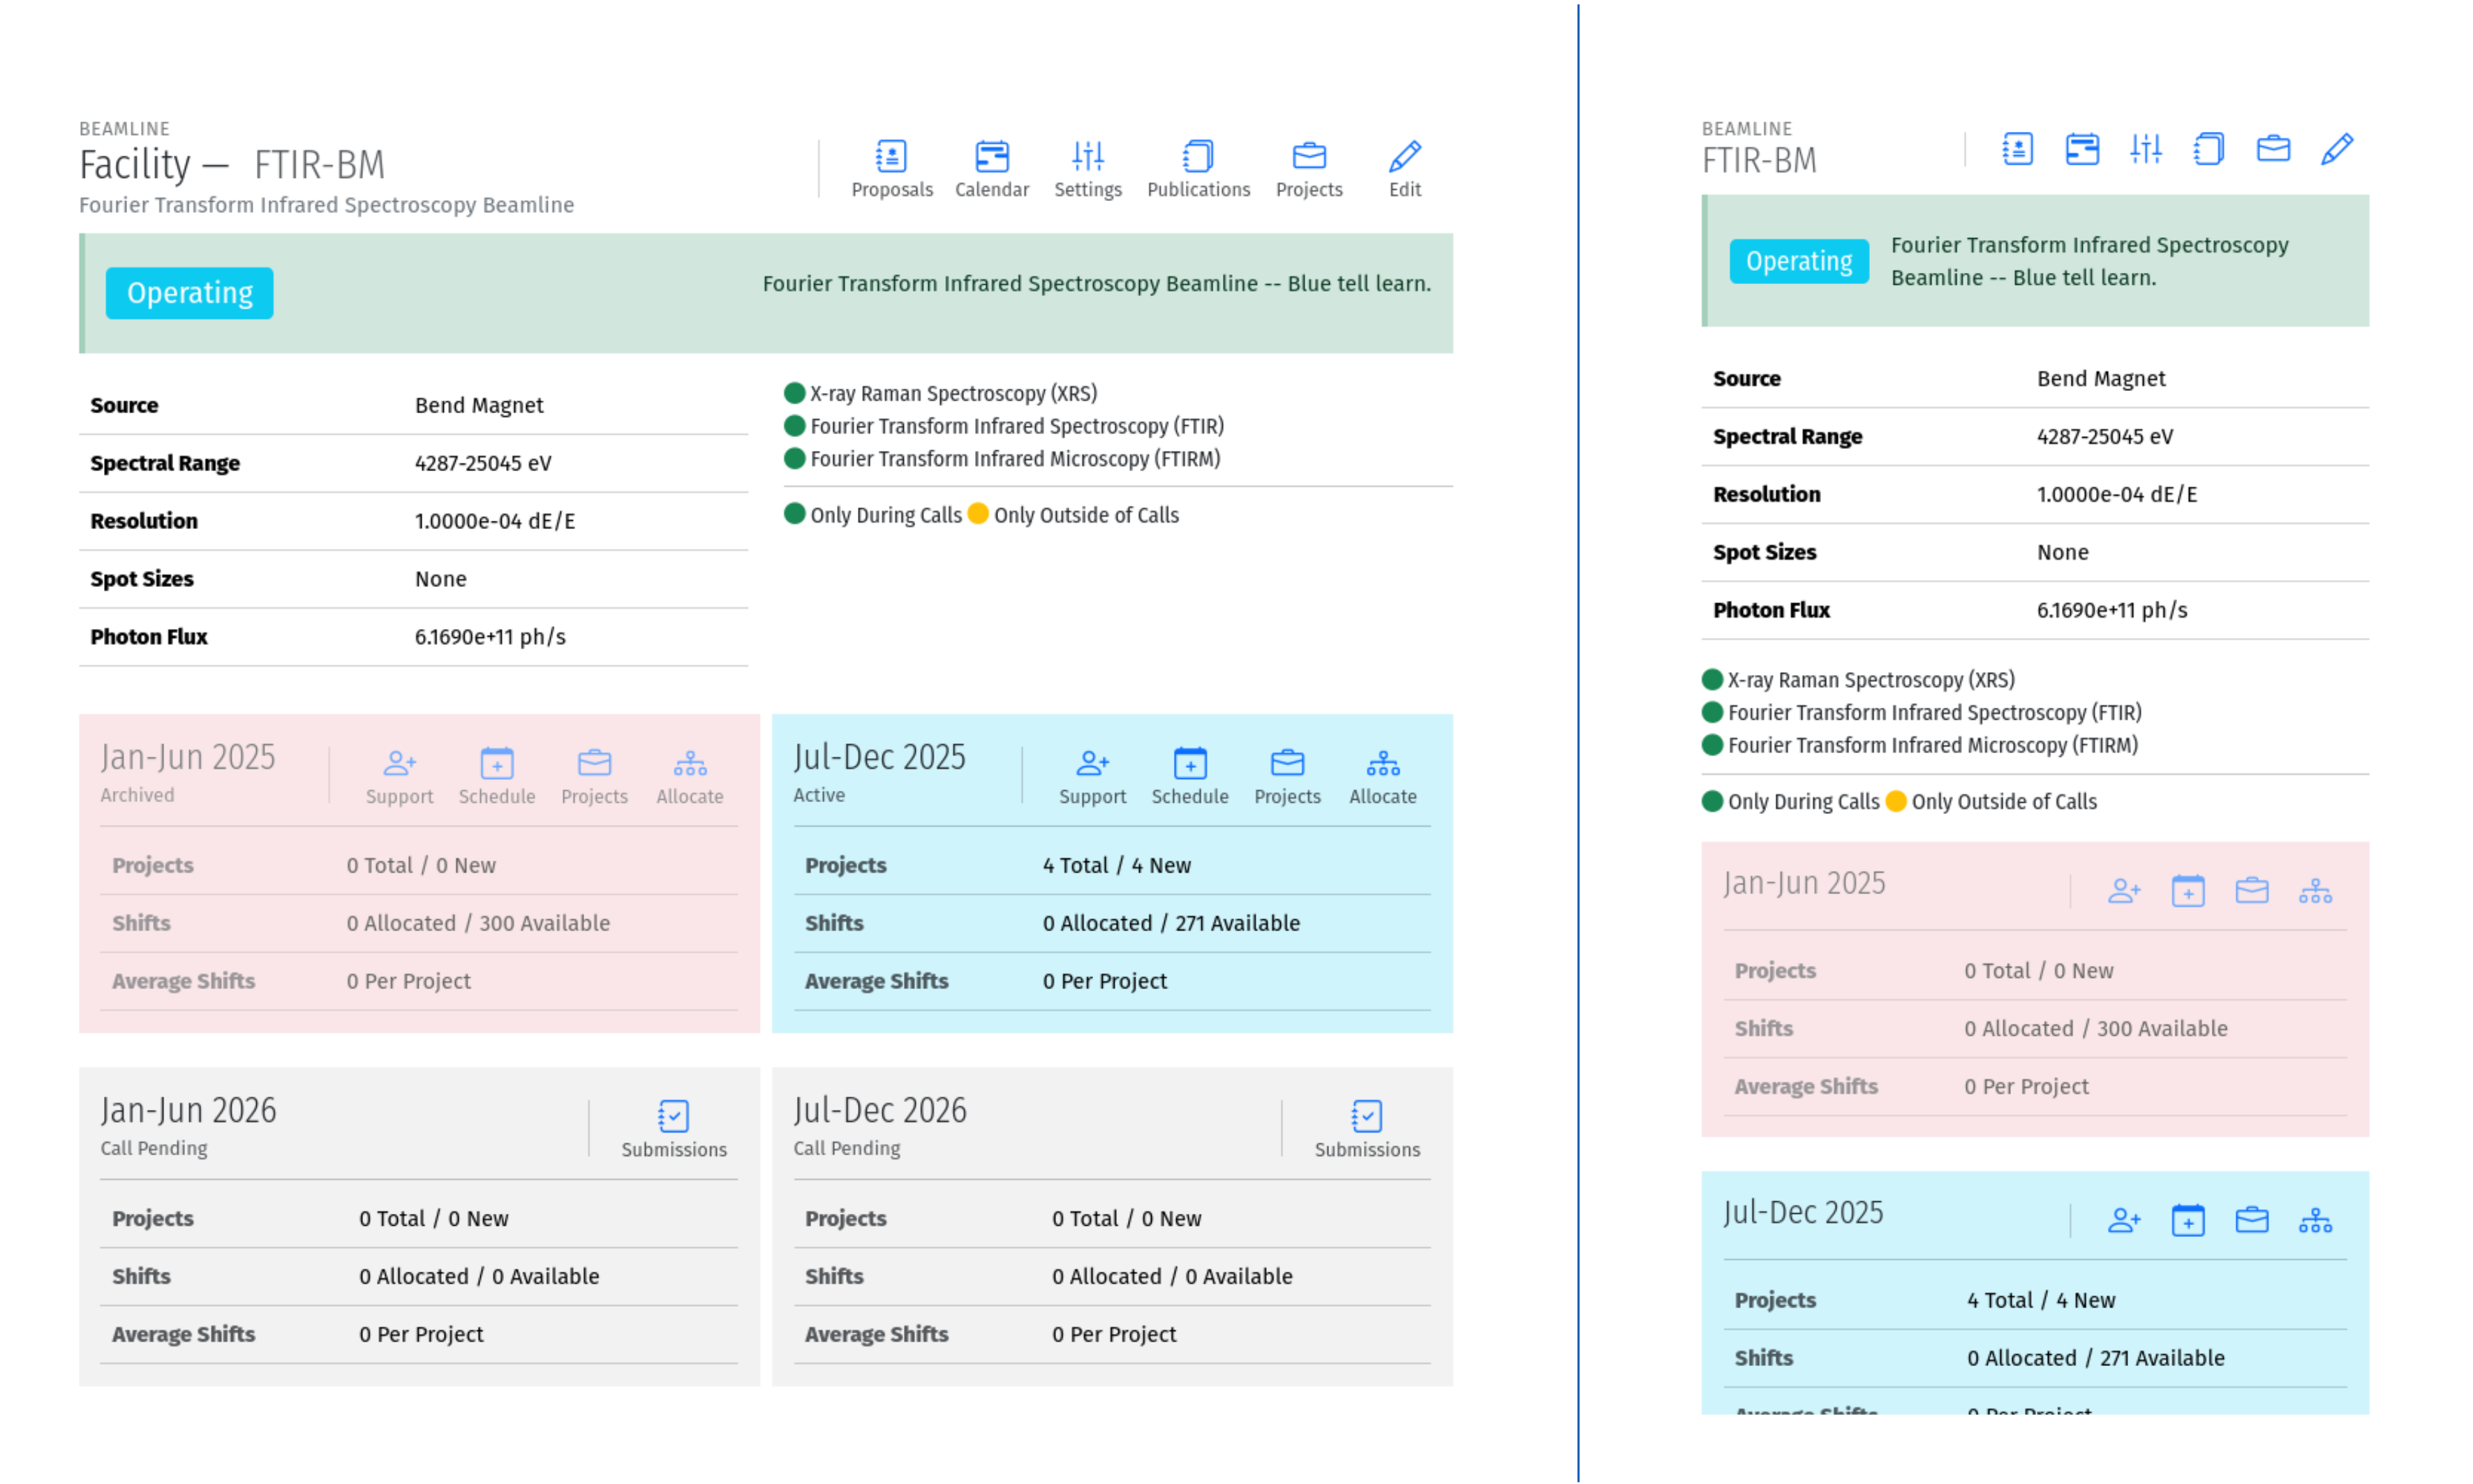 BEAMLINE
Facility — FTIR-BM
Fourier Transform Infrared Spectroscopy Beamline
Proposals Calendar Settings Publications Projects Edit
Operating
Fourier Transform Infrared Spectroscopy Beamline -- Blue tell learn.
Source Bend Magnet
Spectral Range 4287-25045 eV
Resolution 1.0000e-04 dE/E
Spot Sizes None
Photon Flux 6.1690e+11 ph/s
X-ray Raman Spectroscopy (XRS)
Fourier Transform Infrared Spectroscopy (FTIR)
Fourier Transform Infrared Microscopy (FTIRM)
Only During Calls Only Outside of Calls
Jan-Jun 2025
Archived
Support Schedule Projects Allocate
Projects 0 Total / 0 New
Shifts 0 Allocated / 300 Available
Average Shifts 0 Per Project
Jul-Dec 2025
Active
Support Schedule Projects Allocate
Projects 4 Total / 4 New
Shifts 0 Allocated / 271 Available
Average Shifts 0 Per Project
Jan-Jun 2026
Call Pending
Submissions
Projects 0 Total / 0 New
Shifts 0 Allocated / 0 Available
Average Shifts 0 Per Project
Jul-Dec 2026
Call Pending
Submissions
Projects 0 Total / 0 New
Shifts 0 Allocated / 0 Available
Average Shifts 0 Per Project
BEAMLINE
FTIR-BM
Operating
Fourier Transform Infrared Spectroscopy
Beamline -- Blue tell learn.
Source Bend Magnet
Spectral Range 4287-25045 eV
Resolution 1.0000e-04 dE/E
Spot Sizes None
Photon Flux 6.1690e+11 ph/s
X-ray Raman Spectroscopy (XRS)
Fourier Transform Infrared Spectroscopy (FTIR)
Fourier Transform Infrared Microscopy (FTIRM)
Only During Calls Only Outside of Calls
Jan-Jun 2025
Projects 0 Total / 0 New
Shifts 0 Allocated / 300 Available
Average Shifts 0 Per Project
Jul-Dec 2025
Projects 4 Total / 4 New
Shifts 0 Allocated / 271 Available
Average Shifts 0 Per Project